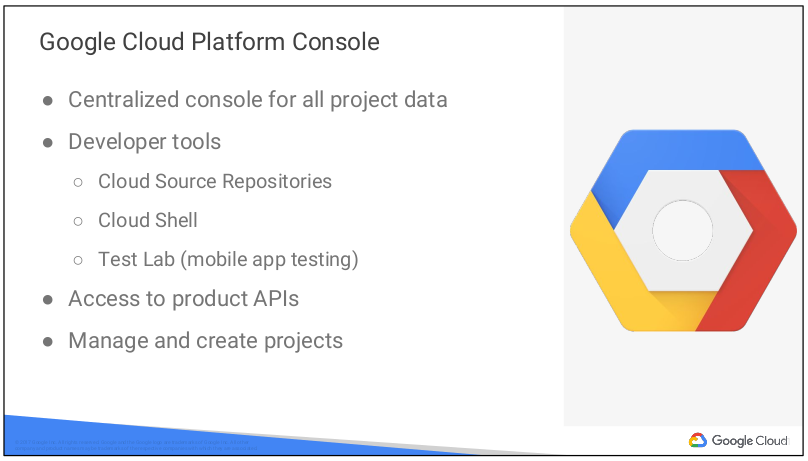 Google Cloud Platform Console
● Centralized console for all project data
● Developer tools
○ Cloud Source Repositories
○ Cloud Shell
○ Test Lab (mobile app testing)
● Access to product APIs
● Manage and create projects
Google Cloud